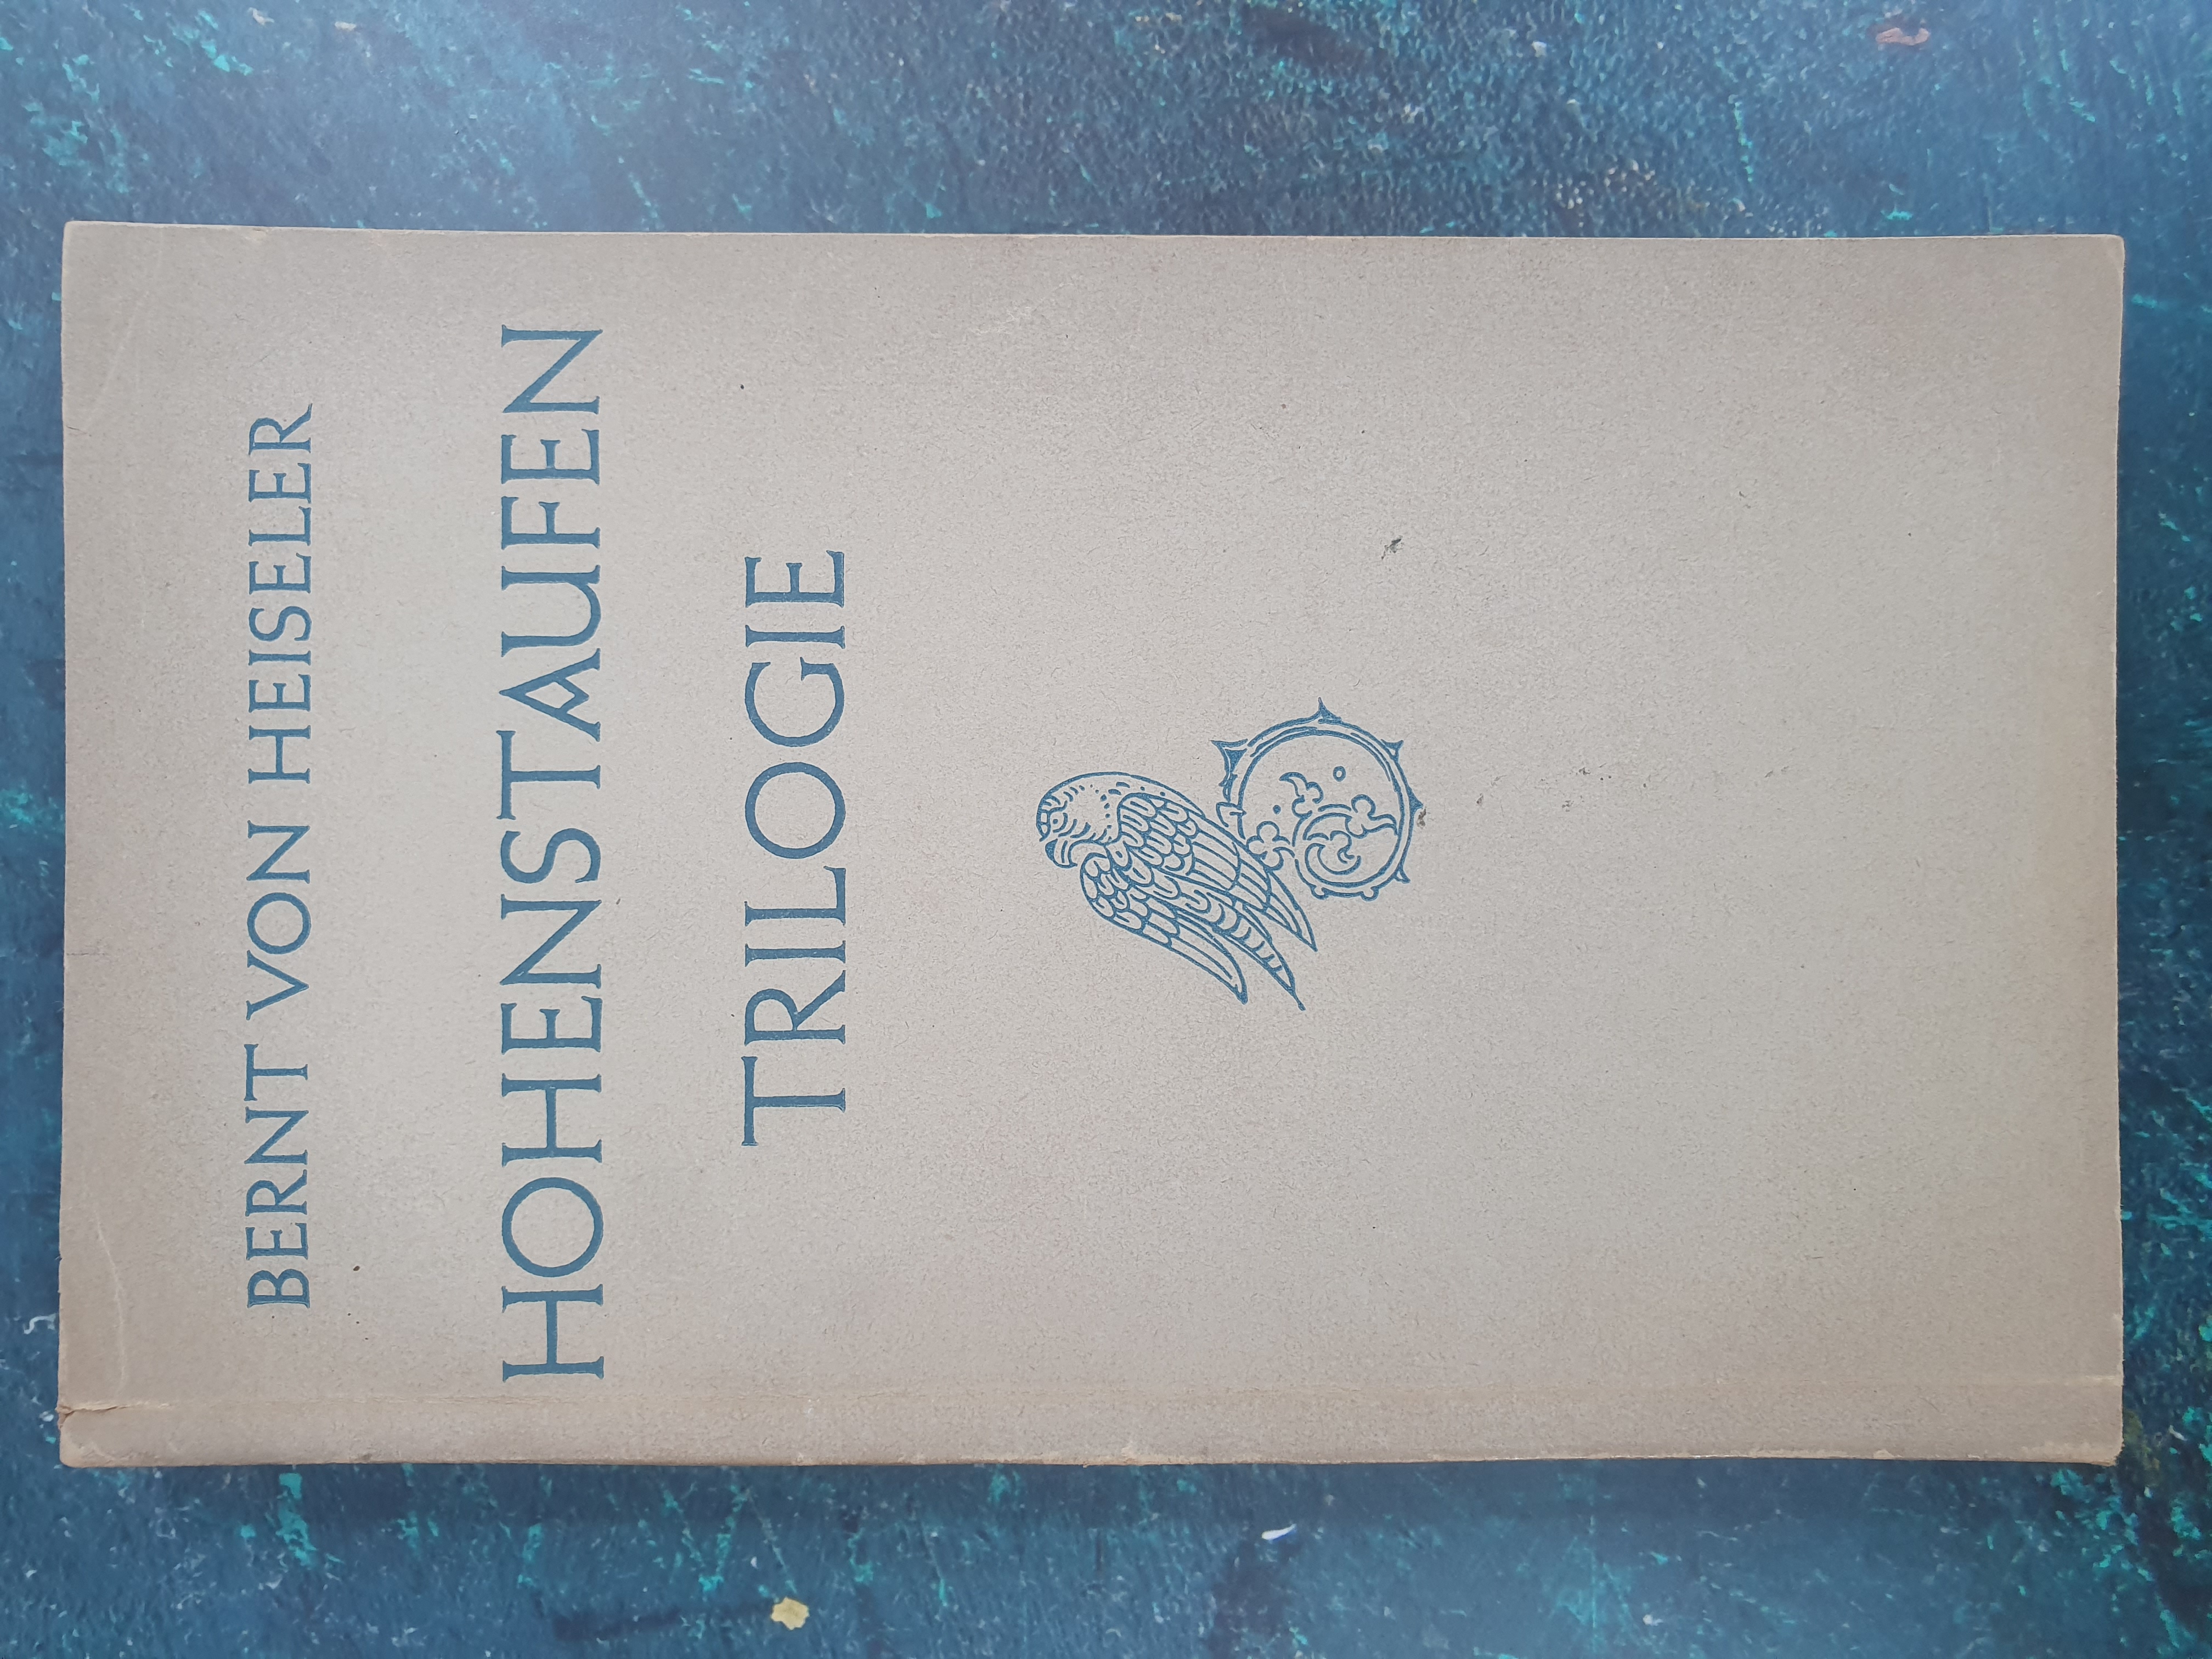 BERNT VON HEISELER
HOHENSTAUFEN
TRILOGIE